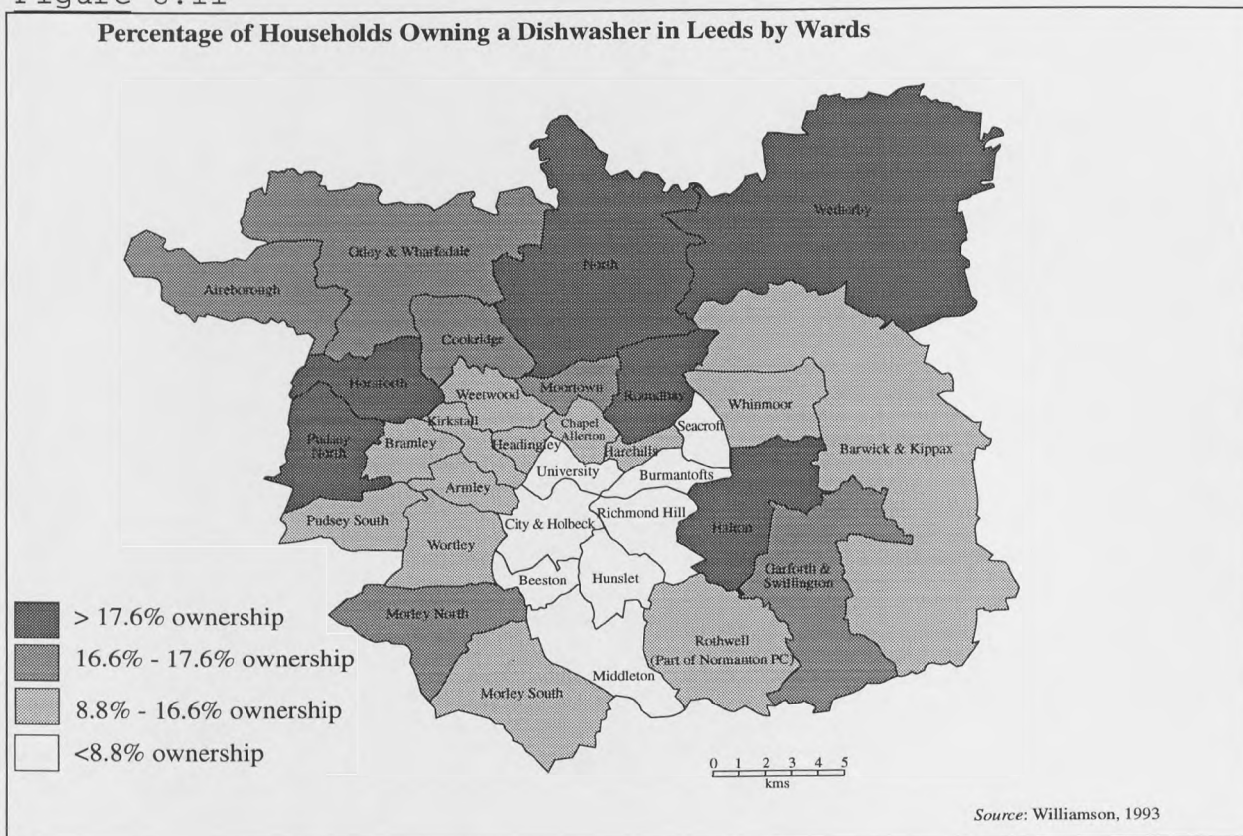 Figure 6.11
Percentage of Households Owning a Dishwasher in Leeds by Wards
Wetherby
Otley & Wharfedale
North
Aireborough
Cookridge
Horsforth
Moortown
Roundhay
Weetwood
Whinmoor
Kirkstall
Chapel
Allerton
Seacroft
Pudsey
North
Bramley
Headingley
Harehills
Barwick & Kippax
University
Burmantofts
Armley
Pudsey South
City & Holbeck
Richmond Hill
Halton
Wortley
Beeston
Hunslet
Garforth &
Swillington
> 17.6% ownership
Morley North
16.6% - 17.6% ownership
Rothwell
(Part of Normanton PC)
Middleton
8.8% - 16.6% ownership
Morley South
<8.8% ownership
0 1 2 3 4 5
kms
Source: Williamson, 1993